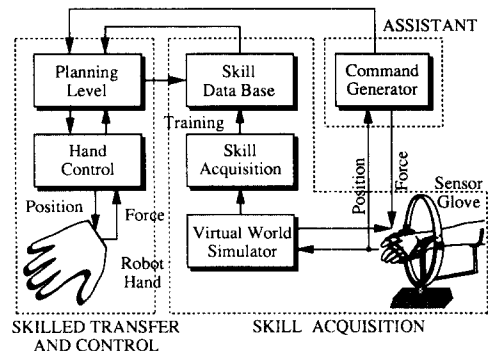 ASSISTANT
Planning
Level
Skill
Data Base
Command
Generator
Training
Hand
Control
Skill
Acquisition
Position
Force
Sensor
Glove
Position
Force
Virtual World
Simulator
Robot
Hand
SKILLED TRANSFER
AND CONTROL
SKILL ACQUISITION